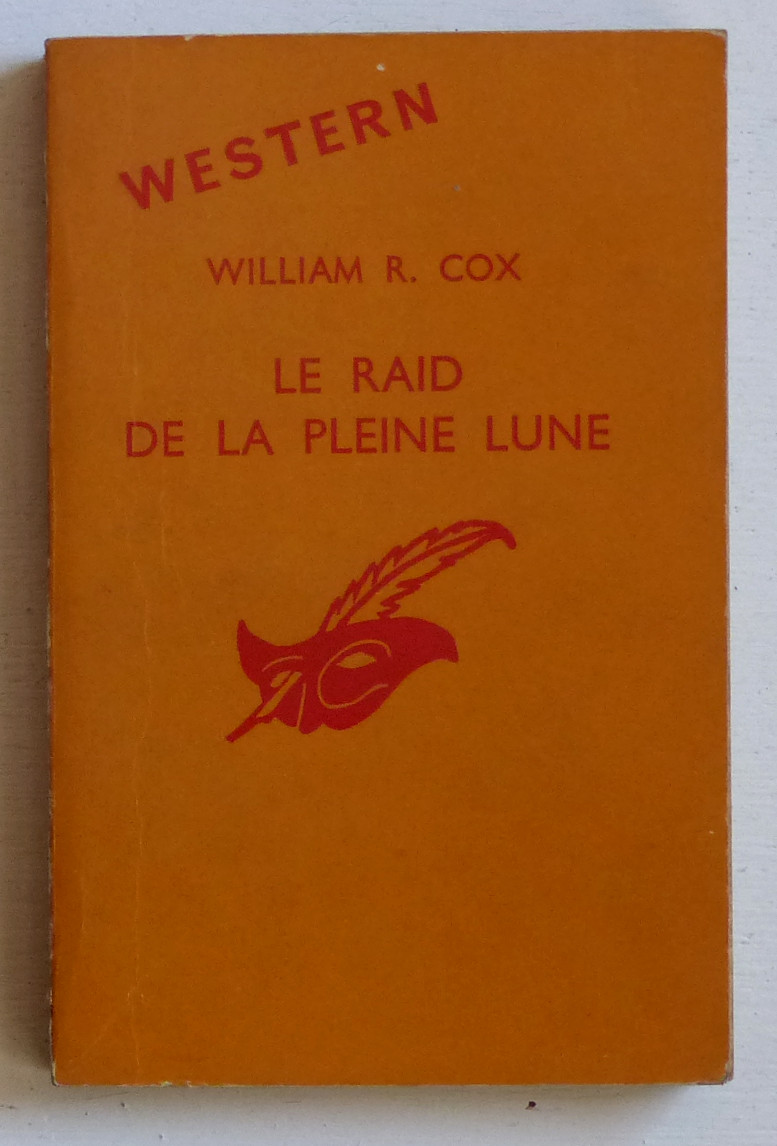 WESTERN
WILLIAM R. COX
LE RAID
DE LA PLEINE LUNE